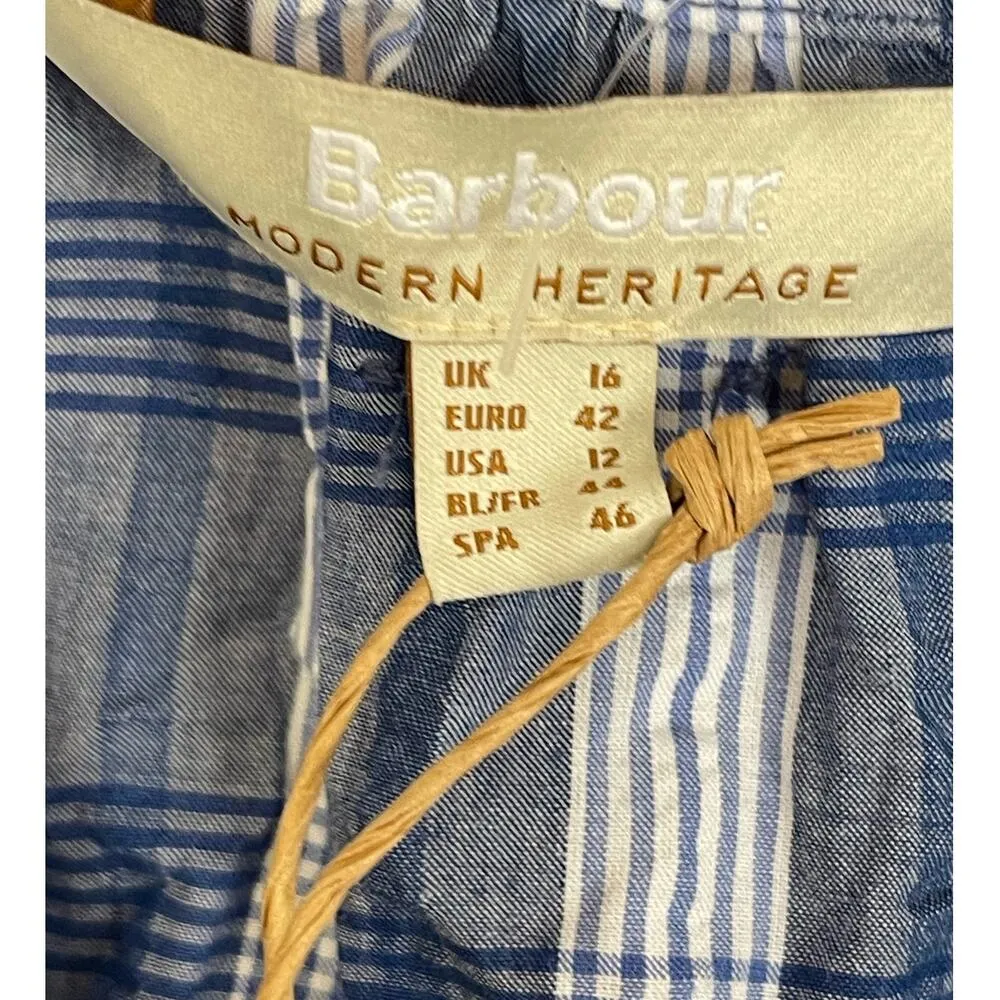 Barbour
MODERN HERITAGE
UK 16
EURO 42
USA 12
BL/FR 44
SPA 46